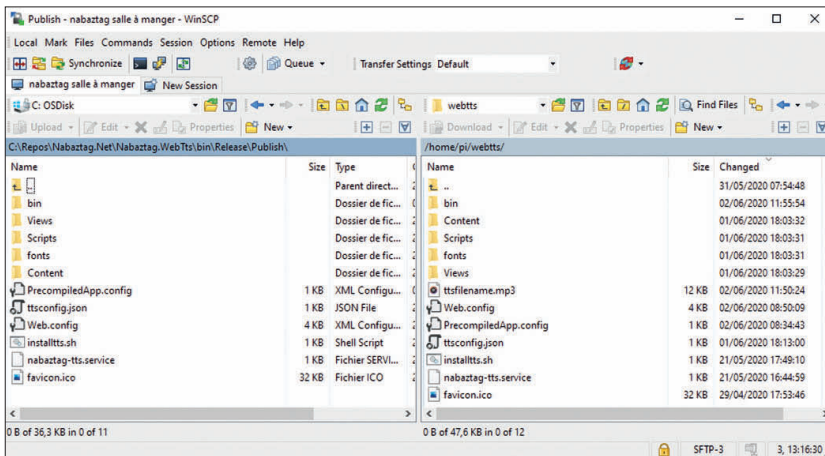 Publish - nabaztag salle à manger - WinSCP
Local Mark Files Commands Session Options Remote Help
Synchronize Queue Transfer Settings Default
nabaztag salle à manger New Session
C: OSDisk webtts Find Files
Upload Edit Properties New Download Edit Properties New
C:\Repos\Nabaztag.Net\Nabaztag.WebTts\bin\Release\Publish\ /home/pi/webtts/
Name Size Type Name Size Changed
.. Parent direct... .. 31/05/2020 07:54:48
bin Dossier de fic... bin 02/06/2020 11:55:54
Views Dossier de fic... Content 01/06/2020 18:03:32
Scripts Dossier de fic... Scripts 01/06/2020 18:03:31
fonts Dossier de fic... fonts 01/06/2020 18:03:31
Content Dossier de fic... Views 01/06/2020 18:03:29
PrecompiledApp.config 1 KB XML Configu... ttsfilename.mp3 12 KB 02/06/2020 11:50:24
ttsconfig.json 1 KB JSON File Web.config 4 KB 02/06/2020 08:50:09
Web.config 4 KB XML Configu... PrecompiledApp.config 1 KB 02/06/2020 08:34:43
installtts.sh 1 KB Shell Script ttsconfig.json 1 KB 01/06/2020 18:13:00
nabaztag-tts.service 1 KB Fichier SERVI... installtts.sh 1 KB 21/05/2020 17:49:10
favicon.ico 32 KB Fichier ICO nabaztag-tts.service 1 KB 21/05/2020 16:44:59
favicon.ico 32 KB 29/04/2020 17:53:46
0 B of 36,3 KB in 0 of 11 0 B of 47,6 KB in 0 of 12
SFTP-3 3, 13:16:30